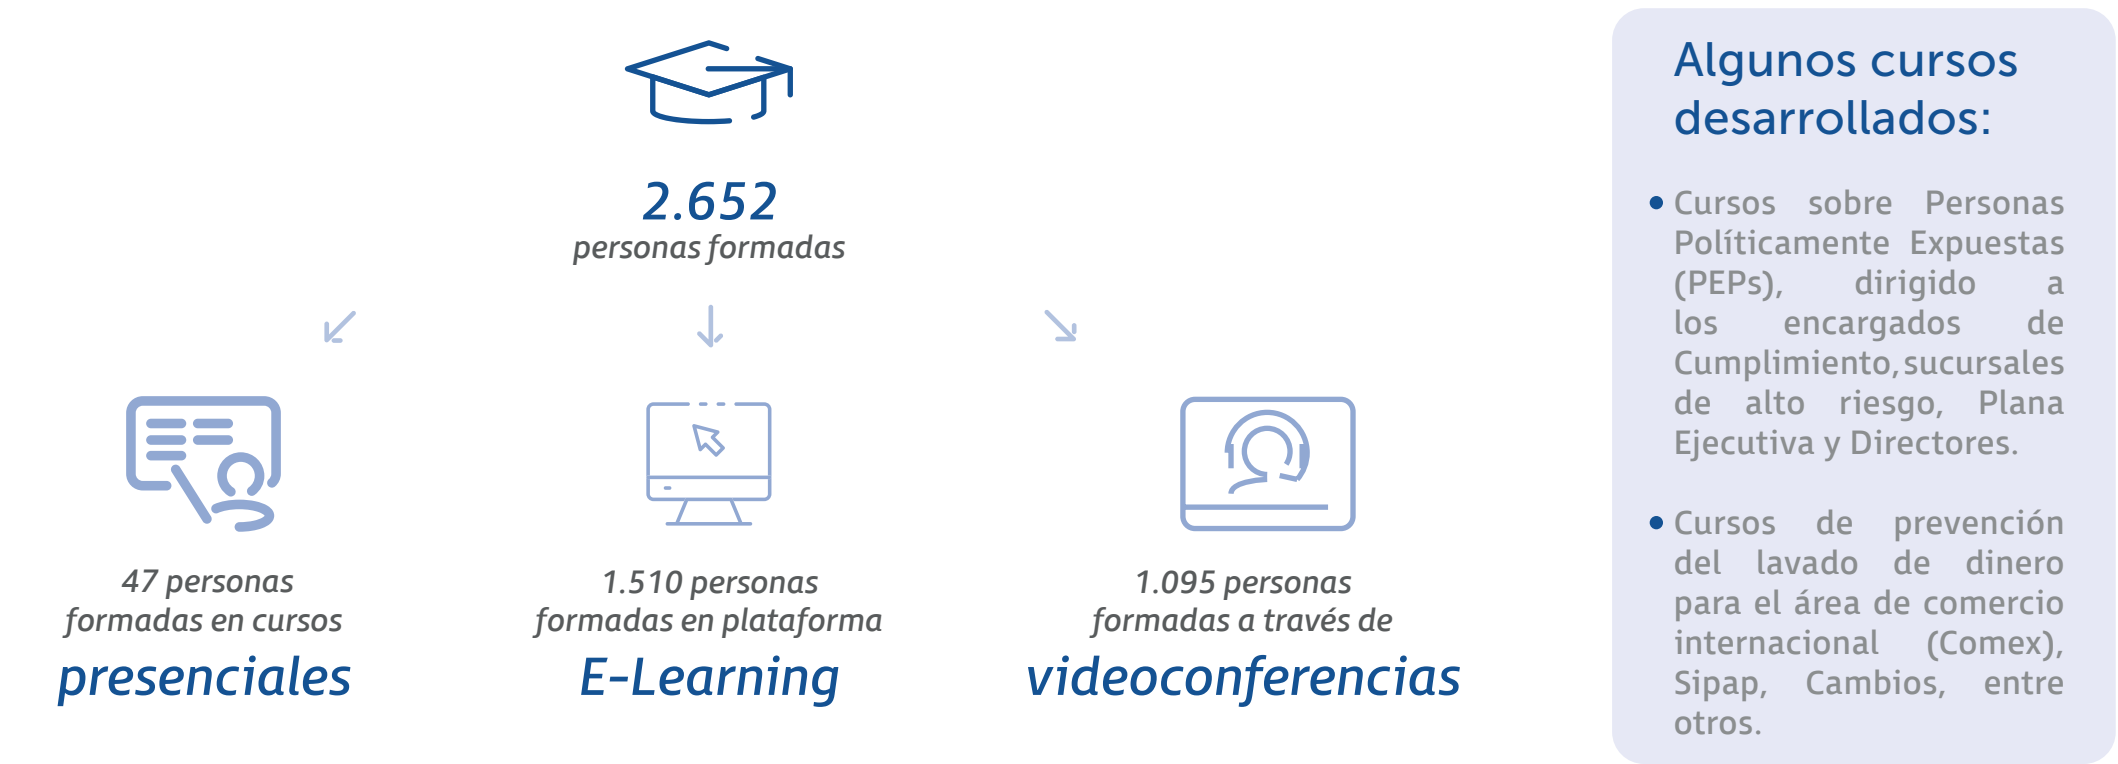 2.652
personas formadas
47 personas
formadas en cursos
presenciales
1.510 personas
formadas en plataforma
E-Learning
1.095 personas
formadas a través de
videoconferencias
Algunos cursos
desarrollados:
• Cursos sobre Personas
Políticamente Expuestas
(PEPs), dirigido a
los encargados de
Cumplimiento, sucursales
de alto riesgo, Plana
Ejecutiva y Directores.
• Cursos de prevención
del lavado de dinero
para el área de comercio
internacional (Comex),
Sipap, Cambios, entre
otros.